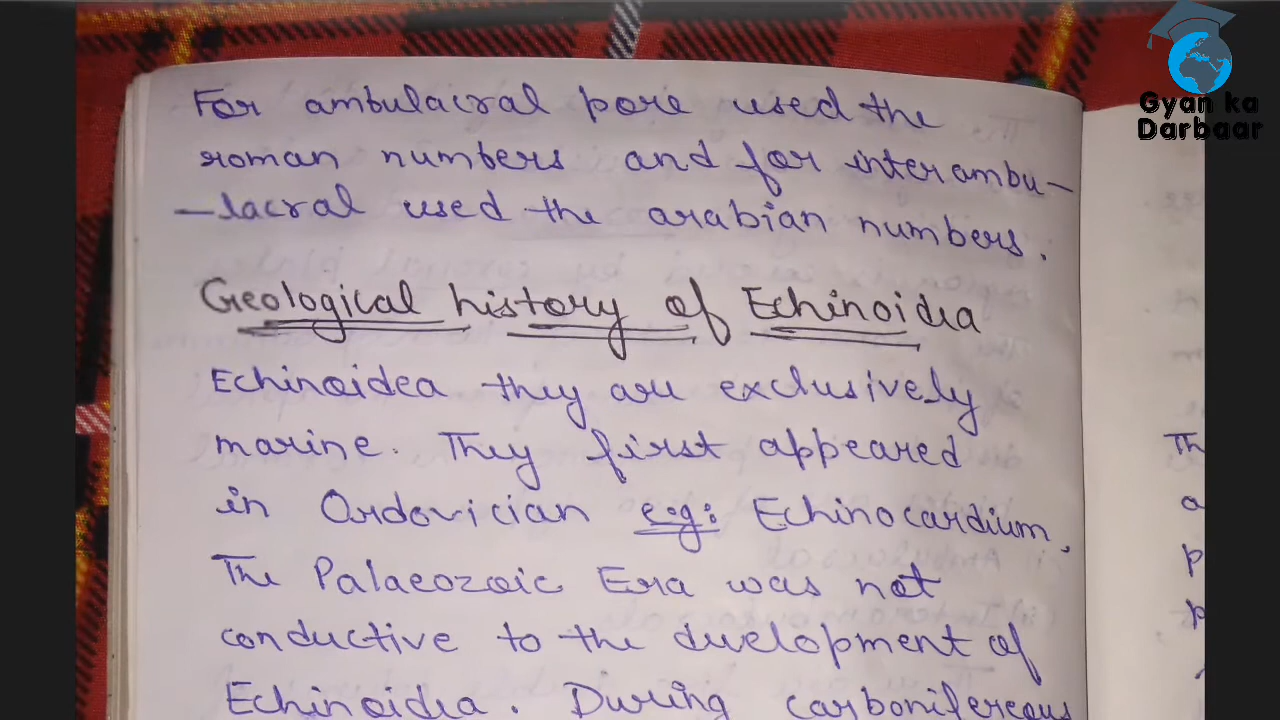 Gyan ka
Darbaar
For ambulacral pore used the
roman numbers and for interambu-
-lacral used the arabian numbers.
Geological history of Echinoidea
Echinoidea they are exclusively
marine. They first appeared
in Ordovician e.g: Echinocardium,
The Palaeozoic Era was not
conductive to the development of
Echinoidea. During carbonifereous
Th
a
p
p